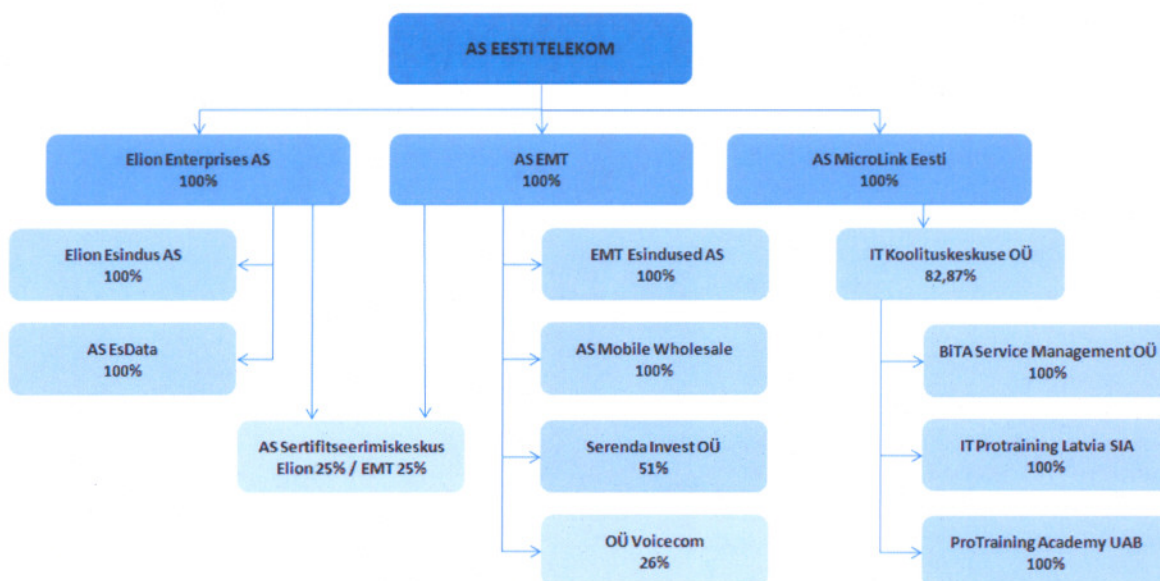 AS EESTI TELEKOM
Elion Enterprises AS
100%
AS EMT
100%
AS MicroLink Eesti
100%
Elion Esindus AS
100%
EMT Esindused AS
100%
IT Koolituskeskuse OÜ
82,87%
AS EsData
100%
AS Mobile Wholesale
100%
BiTA Service Management OÜ
100%
AS Sertifitseerimiskeskus
Elion 25% / EMT 25%
Serenda Invest OÜ
51%
IT Protraining Latvia SIA
100%
OÜ Voicecom
26%
ProTraining Academy UAB
100%